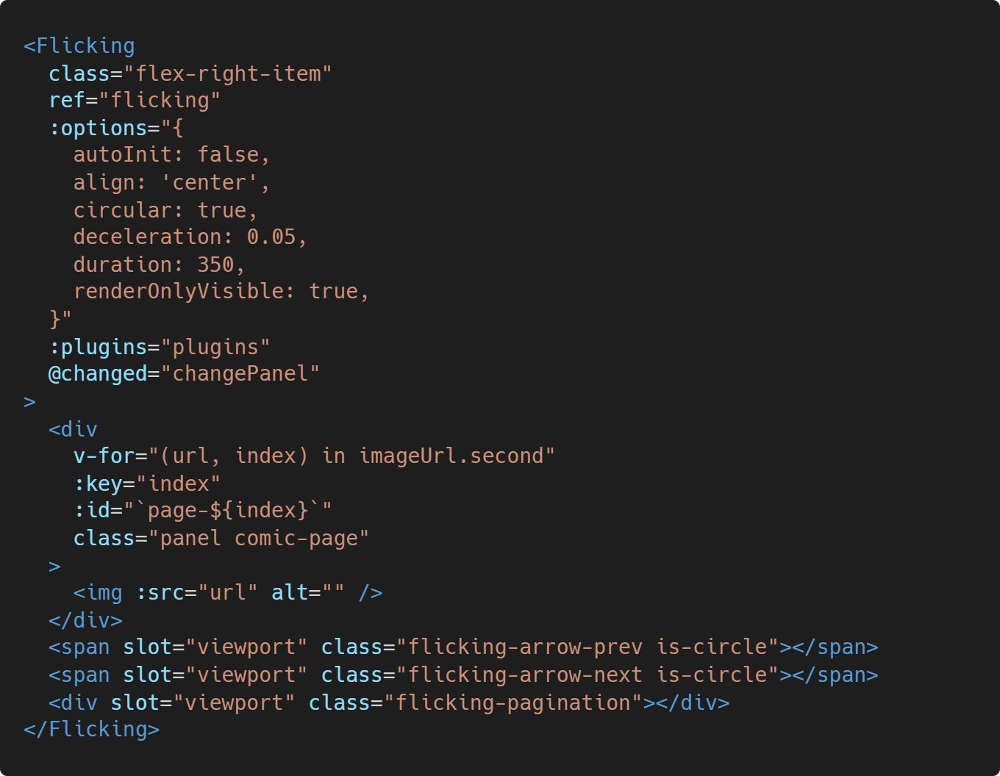 <Flicking
  class="flex-right-item"
  ref="flicking"
  :options="{
    autoInit: false,
    align: 'center',
    circular: true,
    deceleration: 0.05,
    duration: 350,
    renderOnlyVisible: true,
  }"
  :plugins="plugins"
  @changed="changePanel"
>
  <div
    v-for="(url, index) in imageUrl.second"
    :key="index"
    :id="`page-${index}`"
    class="panel comic-page"
  >
    <img :src="url" alt="" />
  </div>
  <span slot="viewport" class="flicking-arrow-prev is-circle"></span>
  <span slot="viewport" class="flicking-arrow-next is-circle"></span>
  <div slot="viewport" class="flicking-pagination"></div>
</Flicking>